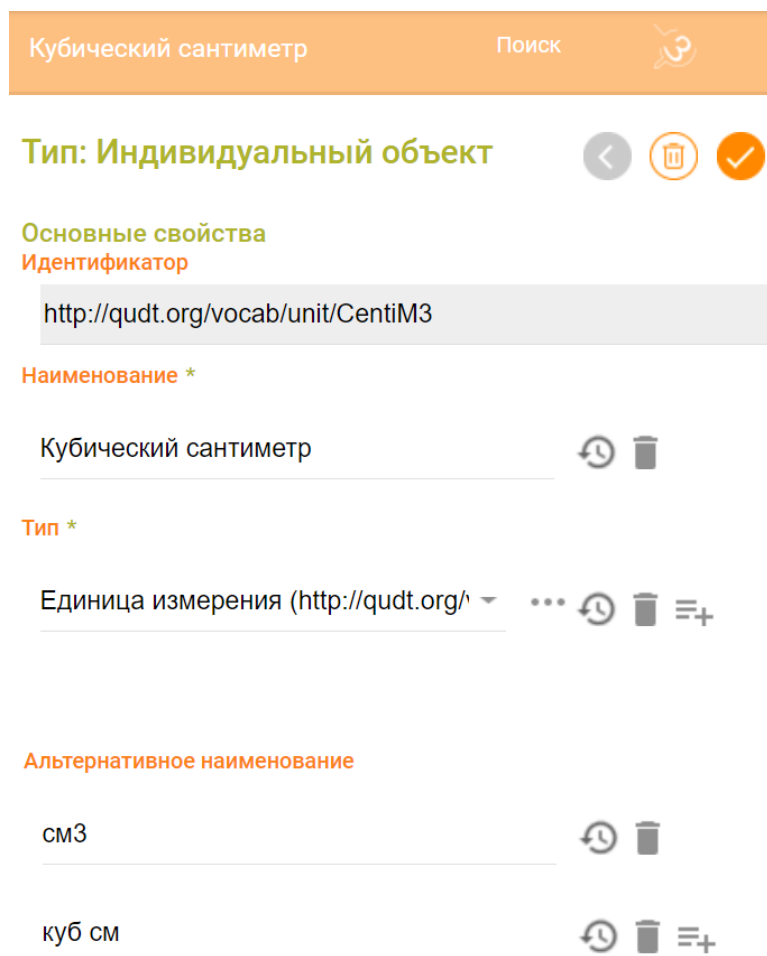 Кубический сантиметр Поиск
Тип: Индивидуальный объект
Основные свойства
Идентификатор
http://qudt.org/vocab/unit/CentiM3
Наименование *
Кубический сантиметр
Тип *
Единица измерения (http://qudt.org/
Альтернативное наименование
см3
куб см